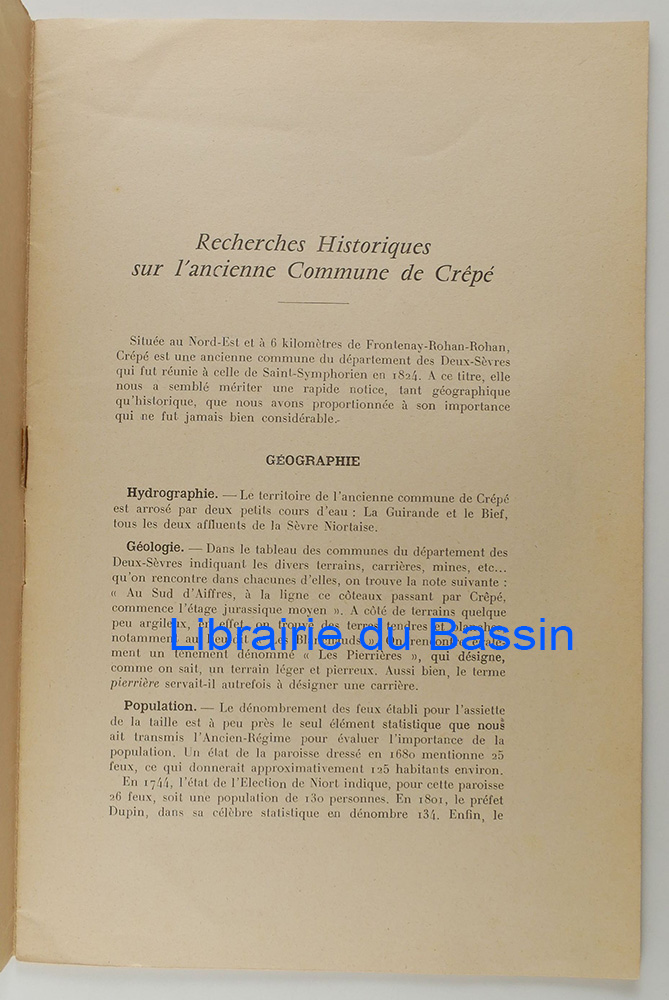 Recherches Historiques
sur l'ancienne Commune de Crêpé
Située au Nord-Est et à 6 kilomètres de Frontenay-Rohan-Rohan,
Crépé est une ancienne commune du département des Deux-Sèvres
qui fut réunie à celle de Saint-Symphorien en 1824. A ce titre, elle
nous a semblé mériter une rapide notice, tant géographique
qu'historique, que nous avons proportionnée à son importance
qui ne fut jamais bien considérable.
GÉOGRAPHIE
Hydrographie. — Le territoire de l'ancienne commune de Crépé
est arrosé par deux petits cours d'eau : La Guirande et le Bief,
tous les deux affluents de la Sèvre Niortaise.
Géologie. — Dans le tableau des communes du département des
Deux-Sèvres indiquant les divers terrains, carrières, mines, etc...
qu'on rencontre dans chacunes d'elles, on trouve la note suivante :
« Au Sud d'Aiffres, à la ligne ce côteaux passant par Crêpé,
commence l'étage jurassique moyen ». A côté de terrains quelque
peu argileux, en effet, on trouve des terres tendres et blanches,
notamment au
Librairie du Bassin
ment un tènement dénommé « Les Pierrières », qui désigne,
comme on sait, un terrain léger et pierreux. Aussi bien, le terme
pierrière servait-il autrefois à désigner une carrière.
Population. — Le dénombrement des feux établi pour l'assiette
de la taille est à peu près le seul élément statistique que nous
ait transmis l'Ancien-Régime pour évaluer l'importance de la
population. Un état de la paroisse dressé en 1680 mentionne 25
feux, ce qui donnerait approximativement 125 habitants environ.
En 1744, l'état de l'Election de Niort indique, pour cette paroisse
26 feux, soit une population de 130 personnes. En 1801, le préfet
Dupin, dans sa célèbre statistique en dénombre 134. Enfin, le